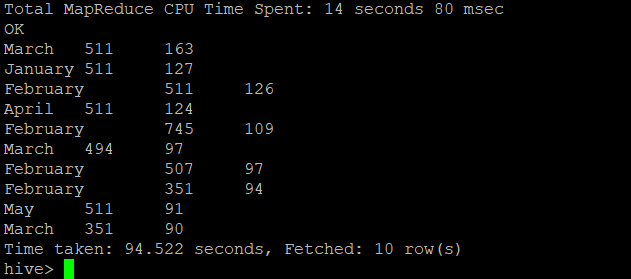 Total MapReduce CPU Time Spent: 14 seconds 80 msec
OK
March   511     163
January 511     127
February        511     126
April   511     124
February        745     109
March   494     97
February        507     97
February        351     94
May     511     91
March   351     90
Time taken: 94.522 seconds, Fetched: 10 row(s)
hive>